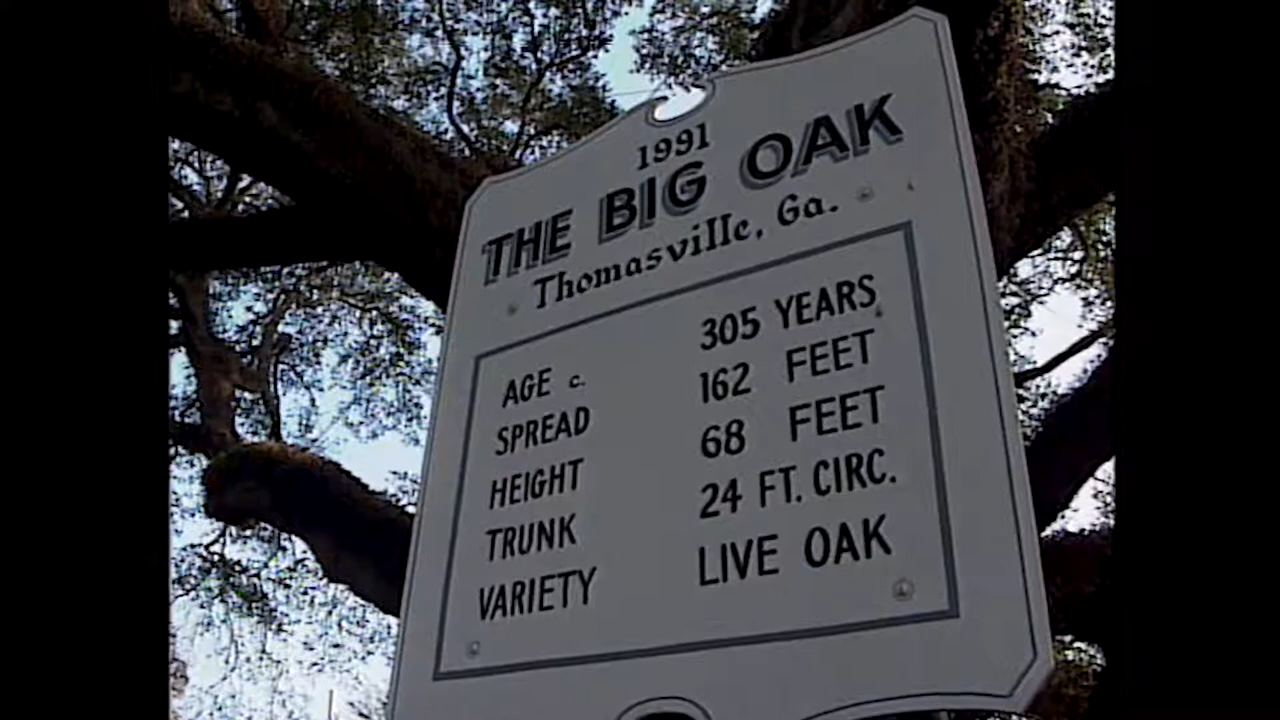 1991
THE BIG OAK
Thomasville, Ga.
AGE c. 305 YEARS
SPREAD 162 FEET
HEIGHT 68 FEET
TRUNK 24 FT. CIRC.
VARIETY LIVE OAK